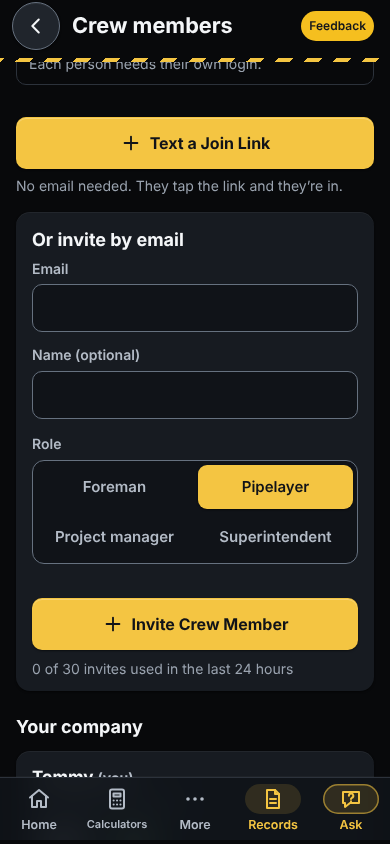 Crew members
Feedback
Each person needs their own login.
+ Text a Join Link
No email needed. They tap the link and they’re in.
Or invite by email
Email
Name (optional)
Role
Foreman
Pipelayer
Project manager
Superintendent
+ Invite Crew Member
0 of 30 invites used in the last 24 hours
Your company
Tommy (you)
Home
Calculators
More
Records
Ask